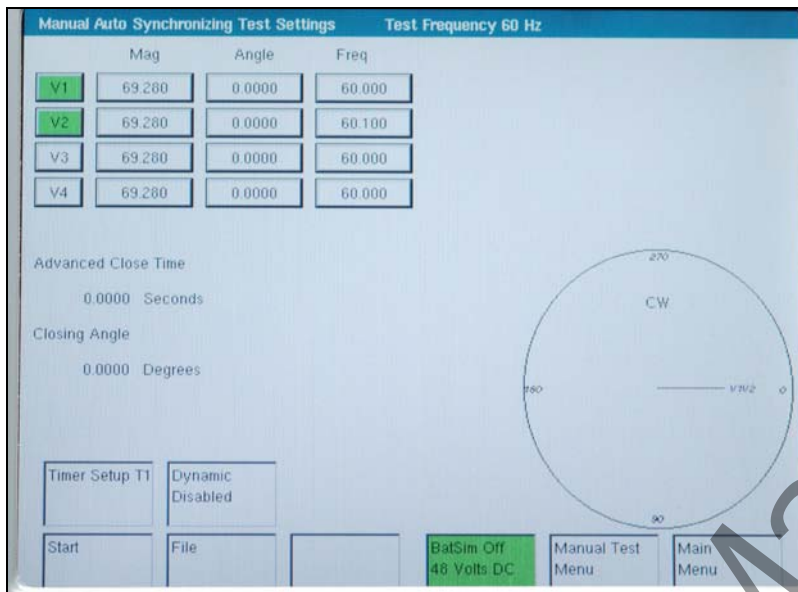 Manual Auto Synchronizing Test Settings Test Frequency 60 Hz
Mag Angle Freq
V1 69.280 0.0000 60.000
V2 69.280 0.0000 60.100
V3 69.280 0.0000 60.000
V4 69.280 0.0000 60.000
Advanced Close Time
0.0000 Seconds
Closing Angle
0.0000 Degrees
270
CW
180 V1V2 0
90
Timer Setup T1
Dynamic
Disabled
Start
File
BatSim Off
48 Volts DC
Manual Test
Menu
Main
Menu